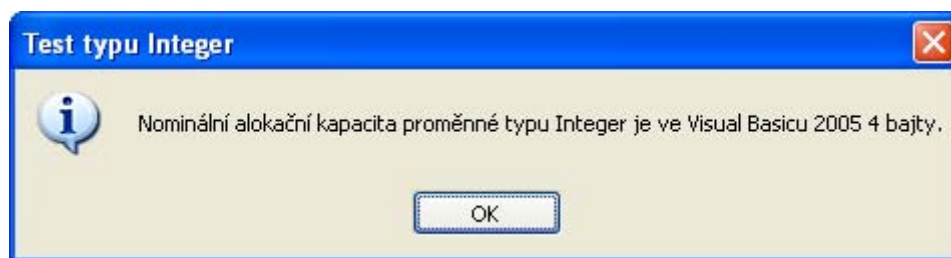 Test typu Integer
Nominální alokační kapacita proměnné typu Integer je ve Visual Basicu 2005 4 bajty.
OK